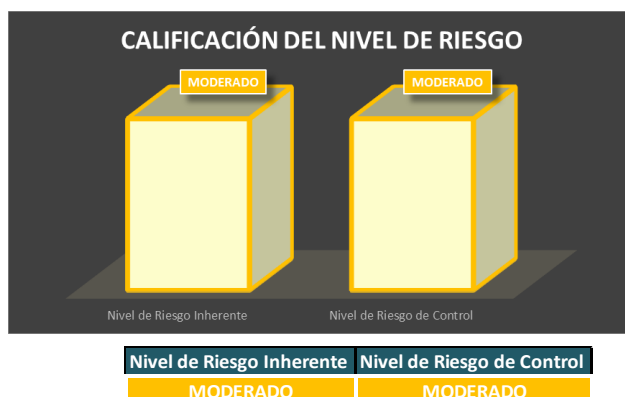 CALIFICACIÓN DEL NIVEL DE RIESGO
MODERADO MODERADO
Nivel de Riesgo Inherente Nivel de Riesgo de Control
Nivel de Riesgo Inherente Nivel de Riesgo de Control
MODERADO MODERADO